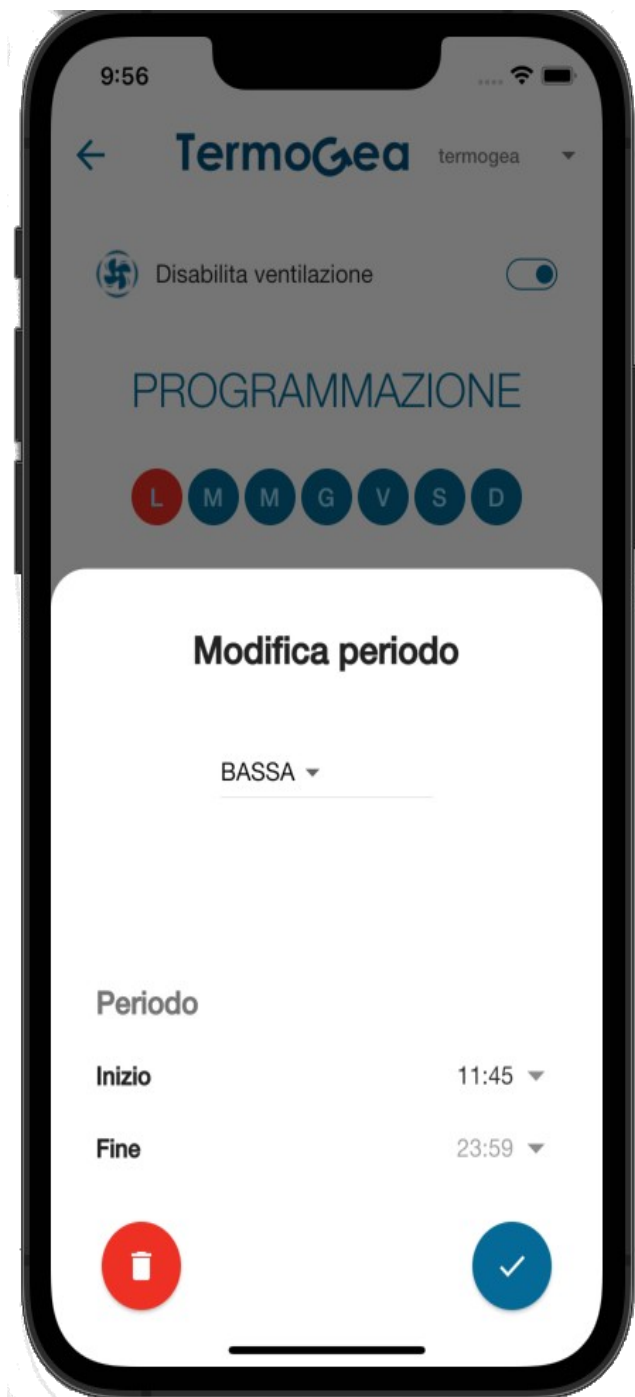 9:56
TermoGea termogea
Disabilita ventilazione
PROGRAMMAZIONE
L M M G V S D
Modifica periodo
BASSA
Periodo
Inizio 11:45
Fine 23:59